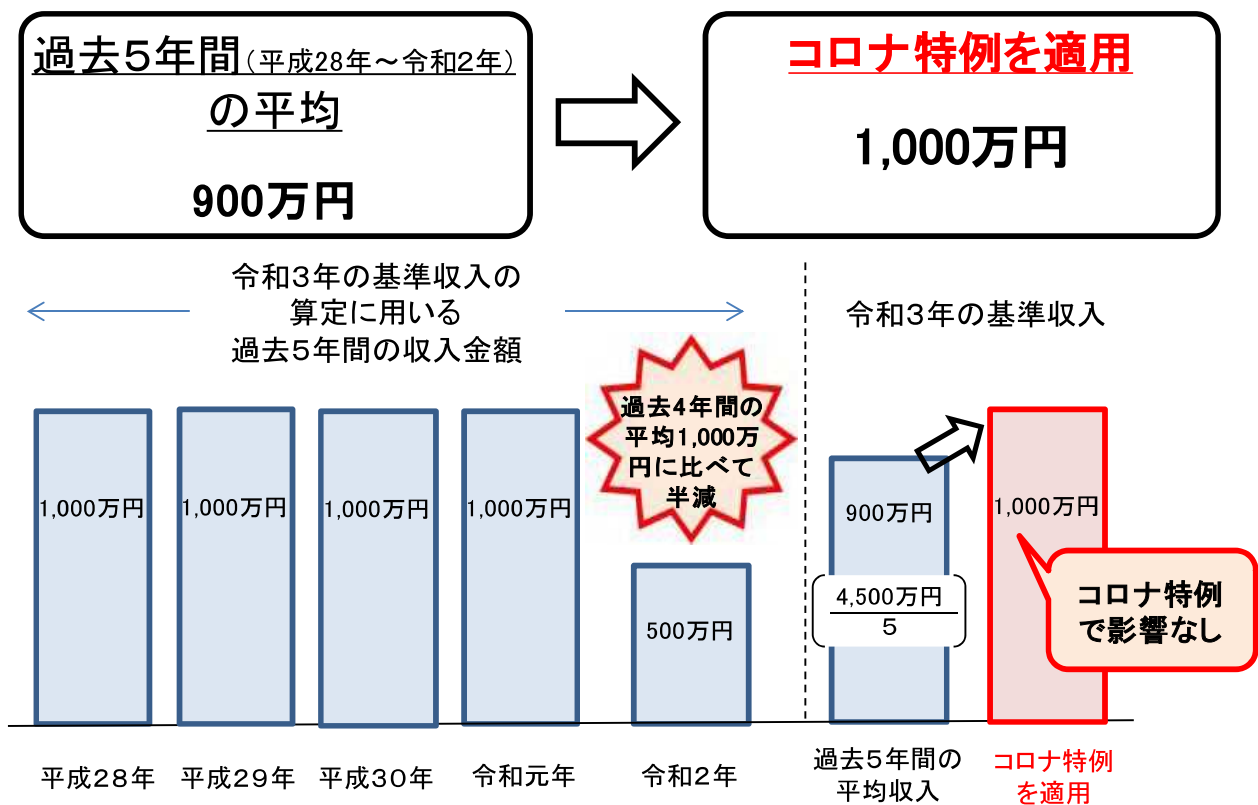 過去5年間(平成28年～令和2年)
の平均
900万円
コロナ特例を適用
1,000万円
令和3年の基準収入の
算定に用いる
過去5年間の収入金額
令和3年の基準収入
過去4年間の
平均1,000万
円に比べて
半減
1,000万円
1,000万円
1,000万円
1,000万円
500万円
900万円
4,500万円
5
1,000万円
コロナ特例
で影響なし
平成28年
平成29年
平成30年
令和元年
令和2年
過去5年間の
平均収入
コロナ特例
を適用